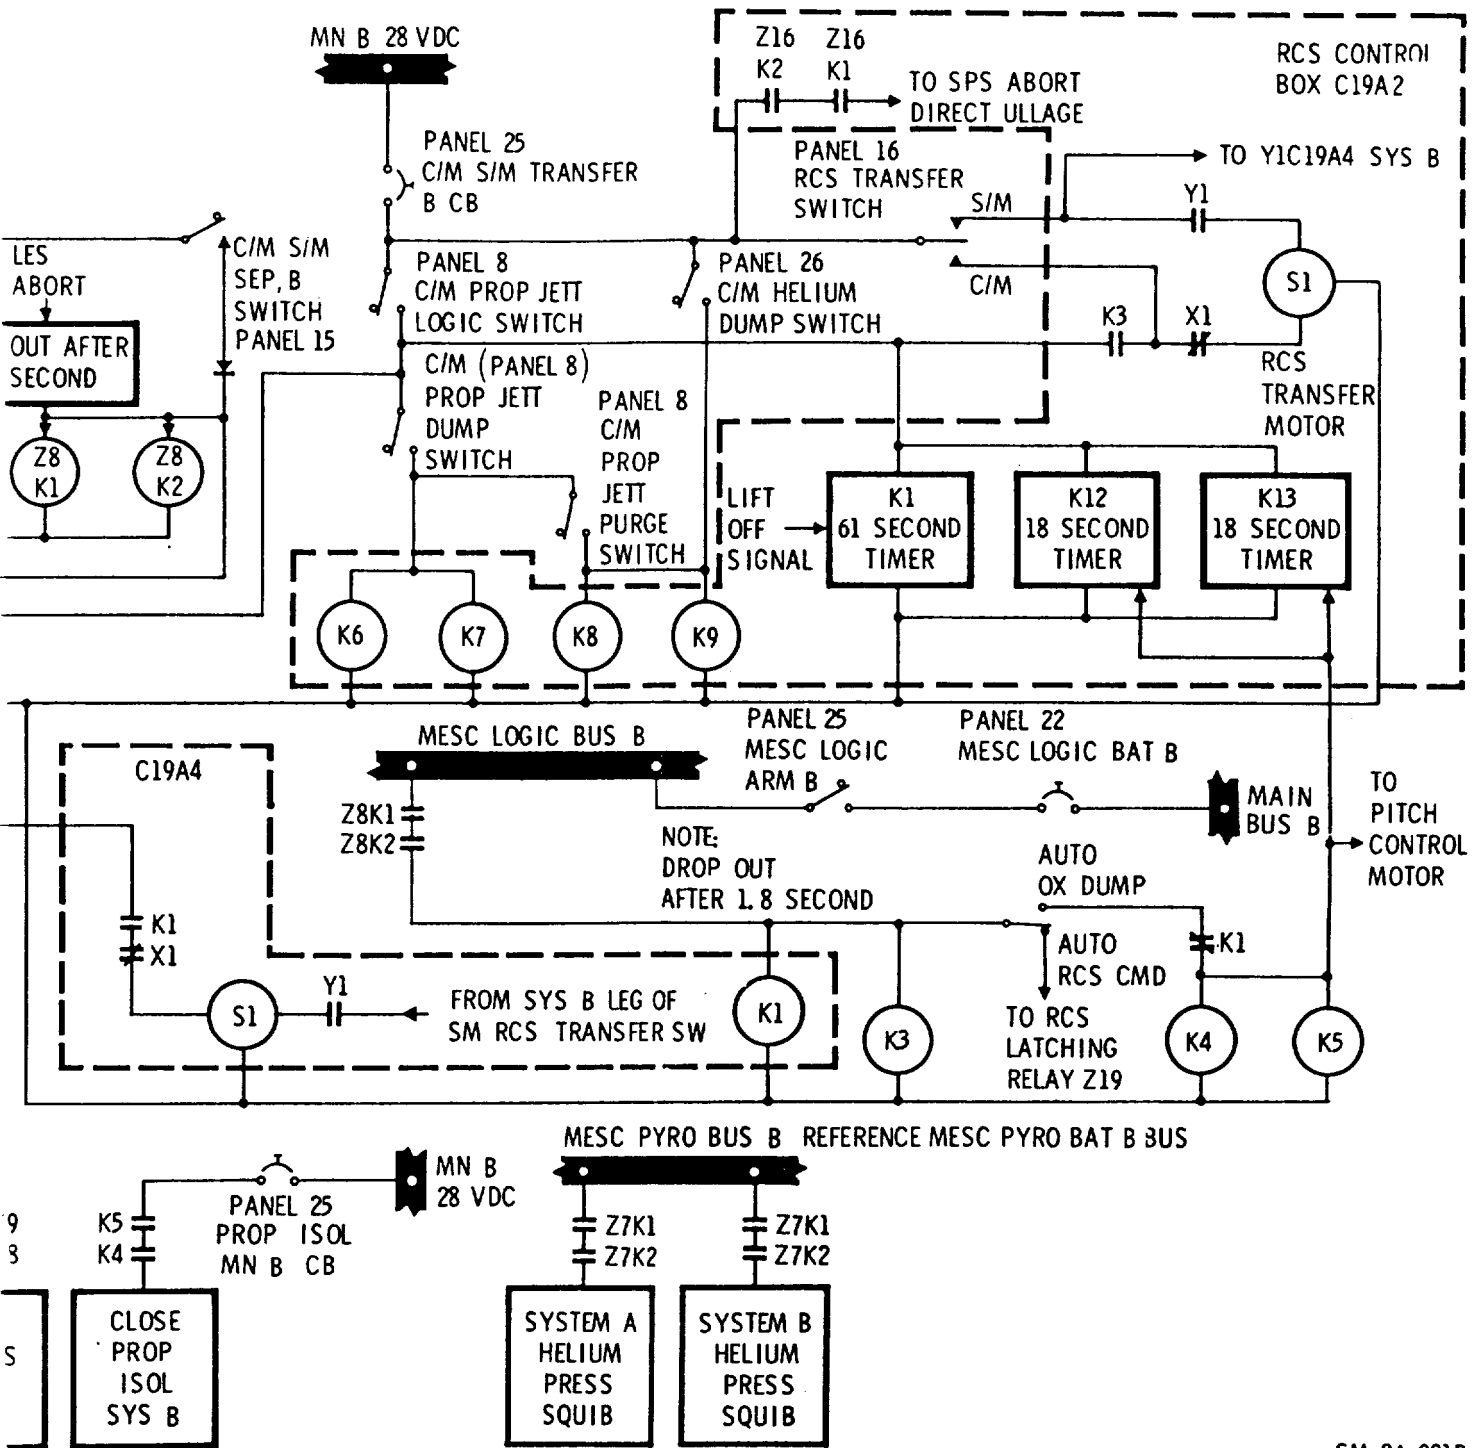 MN B 28 VDC
Z16 Z16
K2 K1
TO SPS ABORT
DIRECT ULLAGE
RCS CONTROL
BOX C19A2
PANEL 25
C/M S/M TRANSFER
B CB
PANEL 16
RCS TRANSFER
SWITCH
S/M
C/M
TO Y1C19A4 SYS B
Y1
S1
K3
X1
RCS
TRANSFER
MOTOR
LES
ABORT
C/M S/M
SEP, B
SWITCH
PANEL 15
OUT AFTER
SECOND
Z8
K1
Z8
K2
PANEL 8
C/M PROP JETT
LOGIC SWITCH
PANEL 26
C/M HELIUM
DUMP SWITCH
C/M (PANEL 8)
PROP JETT
DUMP
SWITCH
PANEL 8
C/M
PROP
JETT
PURGE
SWITCH
LIFT
OFF
SIGNAL
K1
61 SECOND
TIMER
K12
18 SECOND
TIMER
K13
18 SECOND
TIMER
K6
K7
K8
K9
MESC LOGIC BUS B
PANEL 25
MESC LOGIC
ARM B
PANEL 22
MESC LOGIC BAT B
MAIN
BUS B
TO
PITCH
CONTROL
MOTOR
C19A4
Z8K1
Z8K2
NOTE:
DROP OUT
AFTER 1.8 SECOND
AUTO
OX DUMP
K1
X1
K1
AUTO
RCS CMD
S1
Y1
FROM SYS B LEG OF
SM RCS TRANSFER SW
K1
K3
TO RCS
LATCHING
RELAY Z19
K4
K5
MESC PYRO BUS B REFERENCE MESC PYRO BAT B BUS
MN B
28 VDC
PANEL 25
PROP ISOL
MN B CB
9
K5
K4
Z7K1
Z7K2
Z7K1
Z7K2
S
CLOSE
PROP
ISOL
SYS B
SYSTEM A
HELIUM
PRESS
SQUIB
SYSTEM B
HELIUM
PRESS
SQUIB